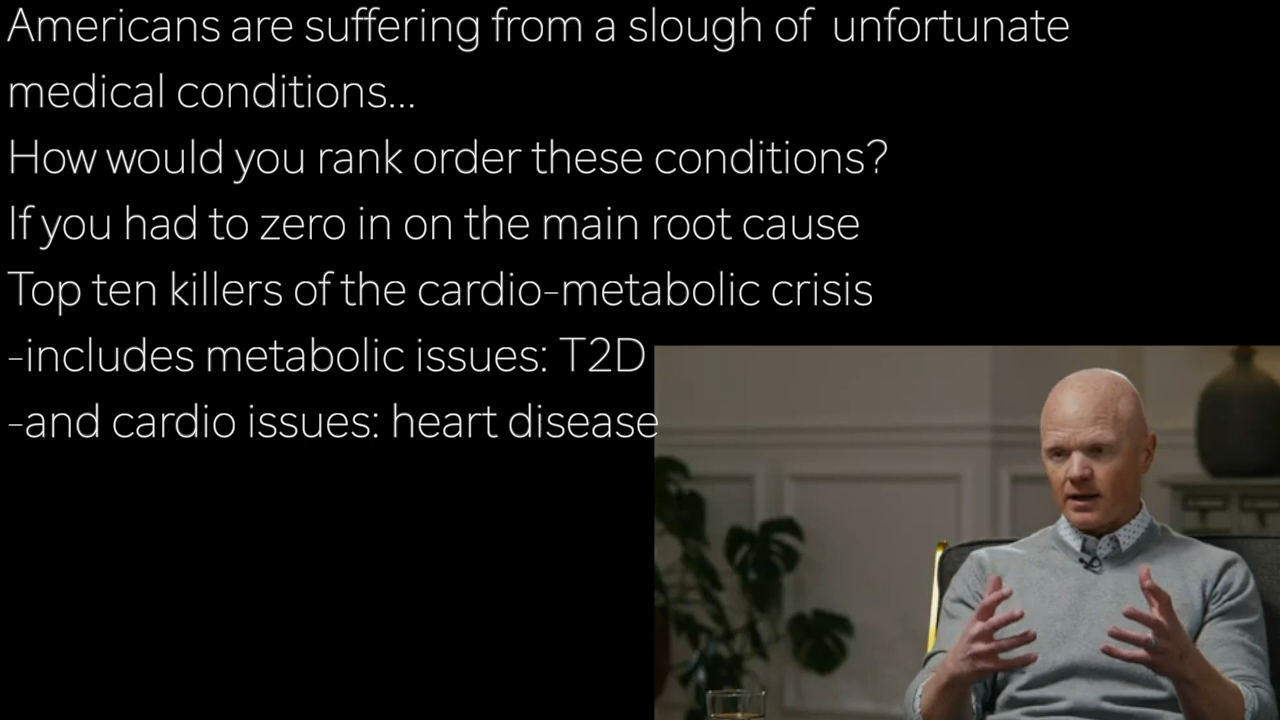 Americans are suffering from a slough of unfortunate
medical conditions...
How would you rank order these conditions?
If you had to zero in on the main root cause
Top ten killers of the cardio-metabolic crisis
-includes metabolic issues: T2D
-and cardio issues: heart disease